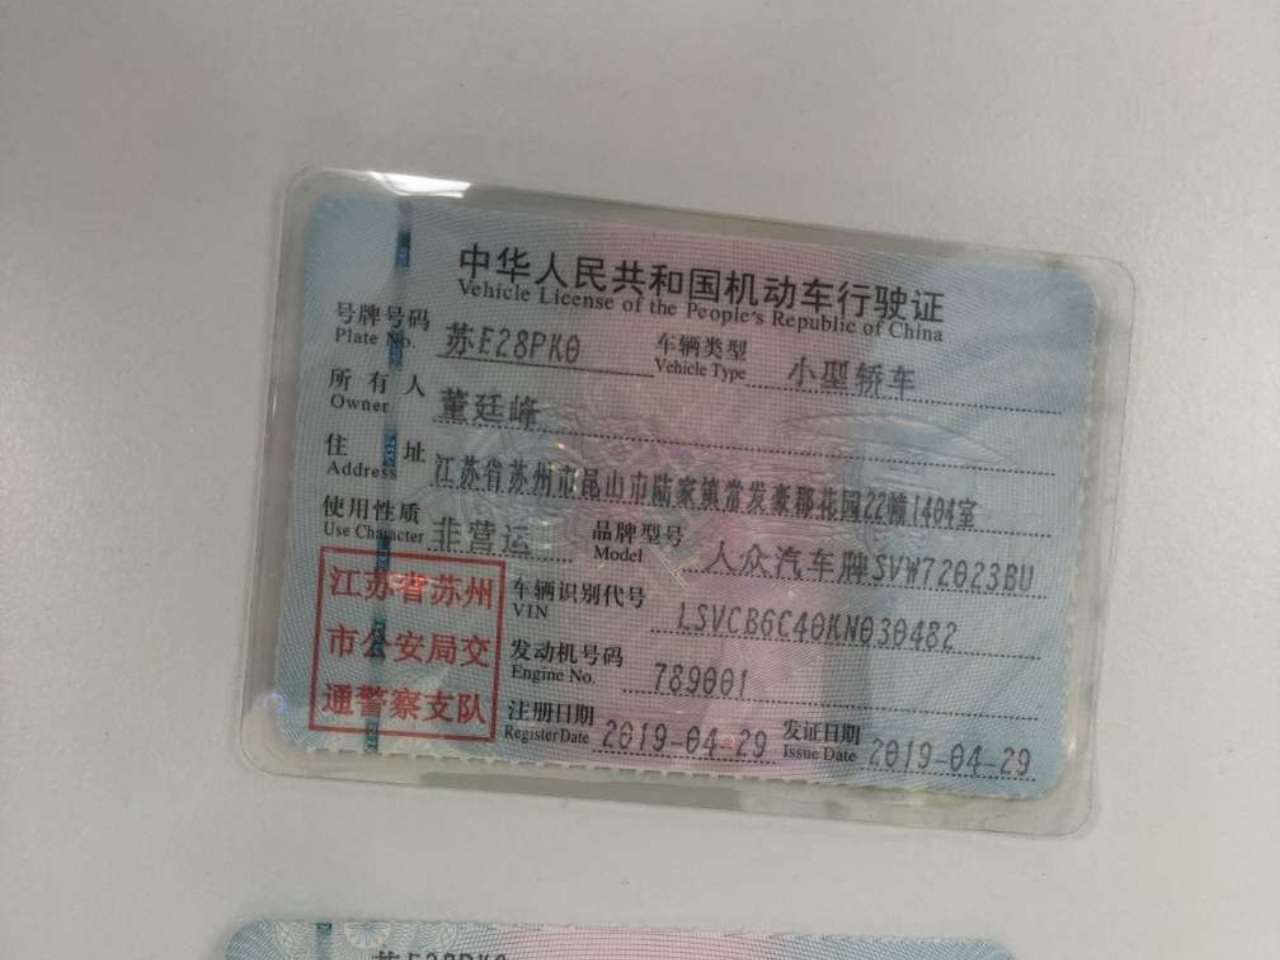 中华人民共和国机动车行驶证
Vehicle License of the People's Republic of China
号牌号码 苏E28PK0 车辆类型 小型轿车
Plate No. Vehicle Type
所有人 董廷峰
Owner
住址 江苏省苏州市昆山市陆家镇常发豪郡花园22幢1404室
Address
使用性质 非营运 品牌型号 大众汽车牌SVW72023BU
Use Character Model
江苏省苏州
市公安局交
通警察支队
车辆识别代号 LSVCB6C40KN030482
VIN
发动机号码 789001
Engine No.
注册日期 2019-04-29 发证日期 2019-04-29
Register Date Issue Date
苏E28PK0